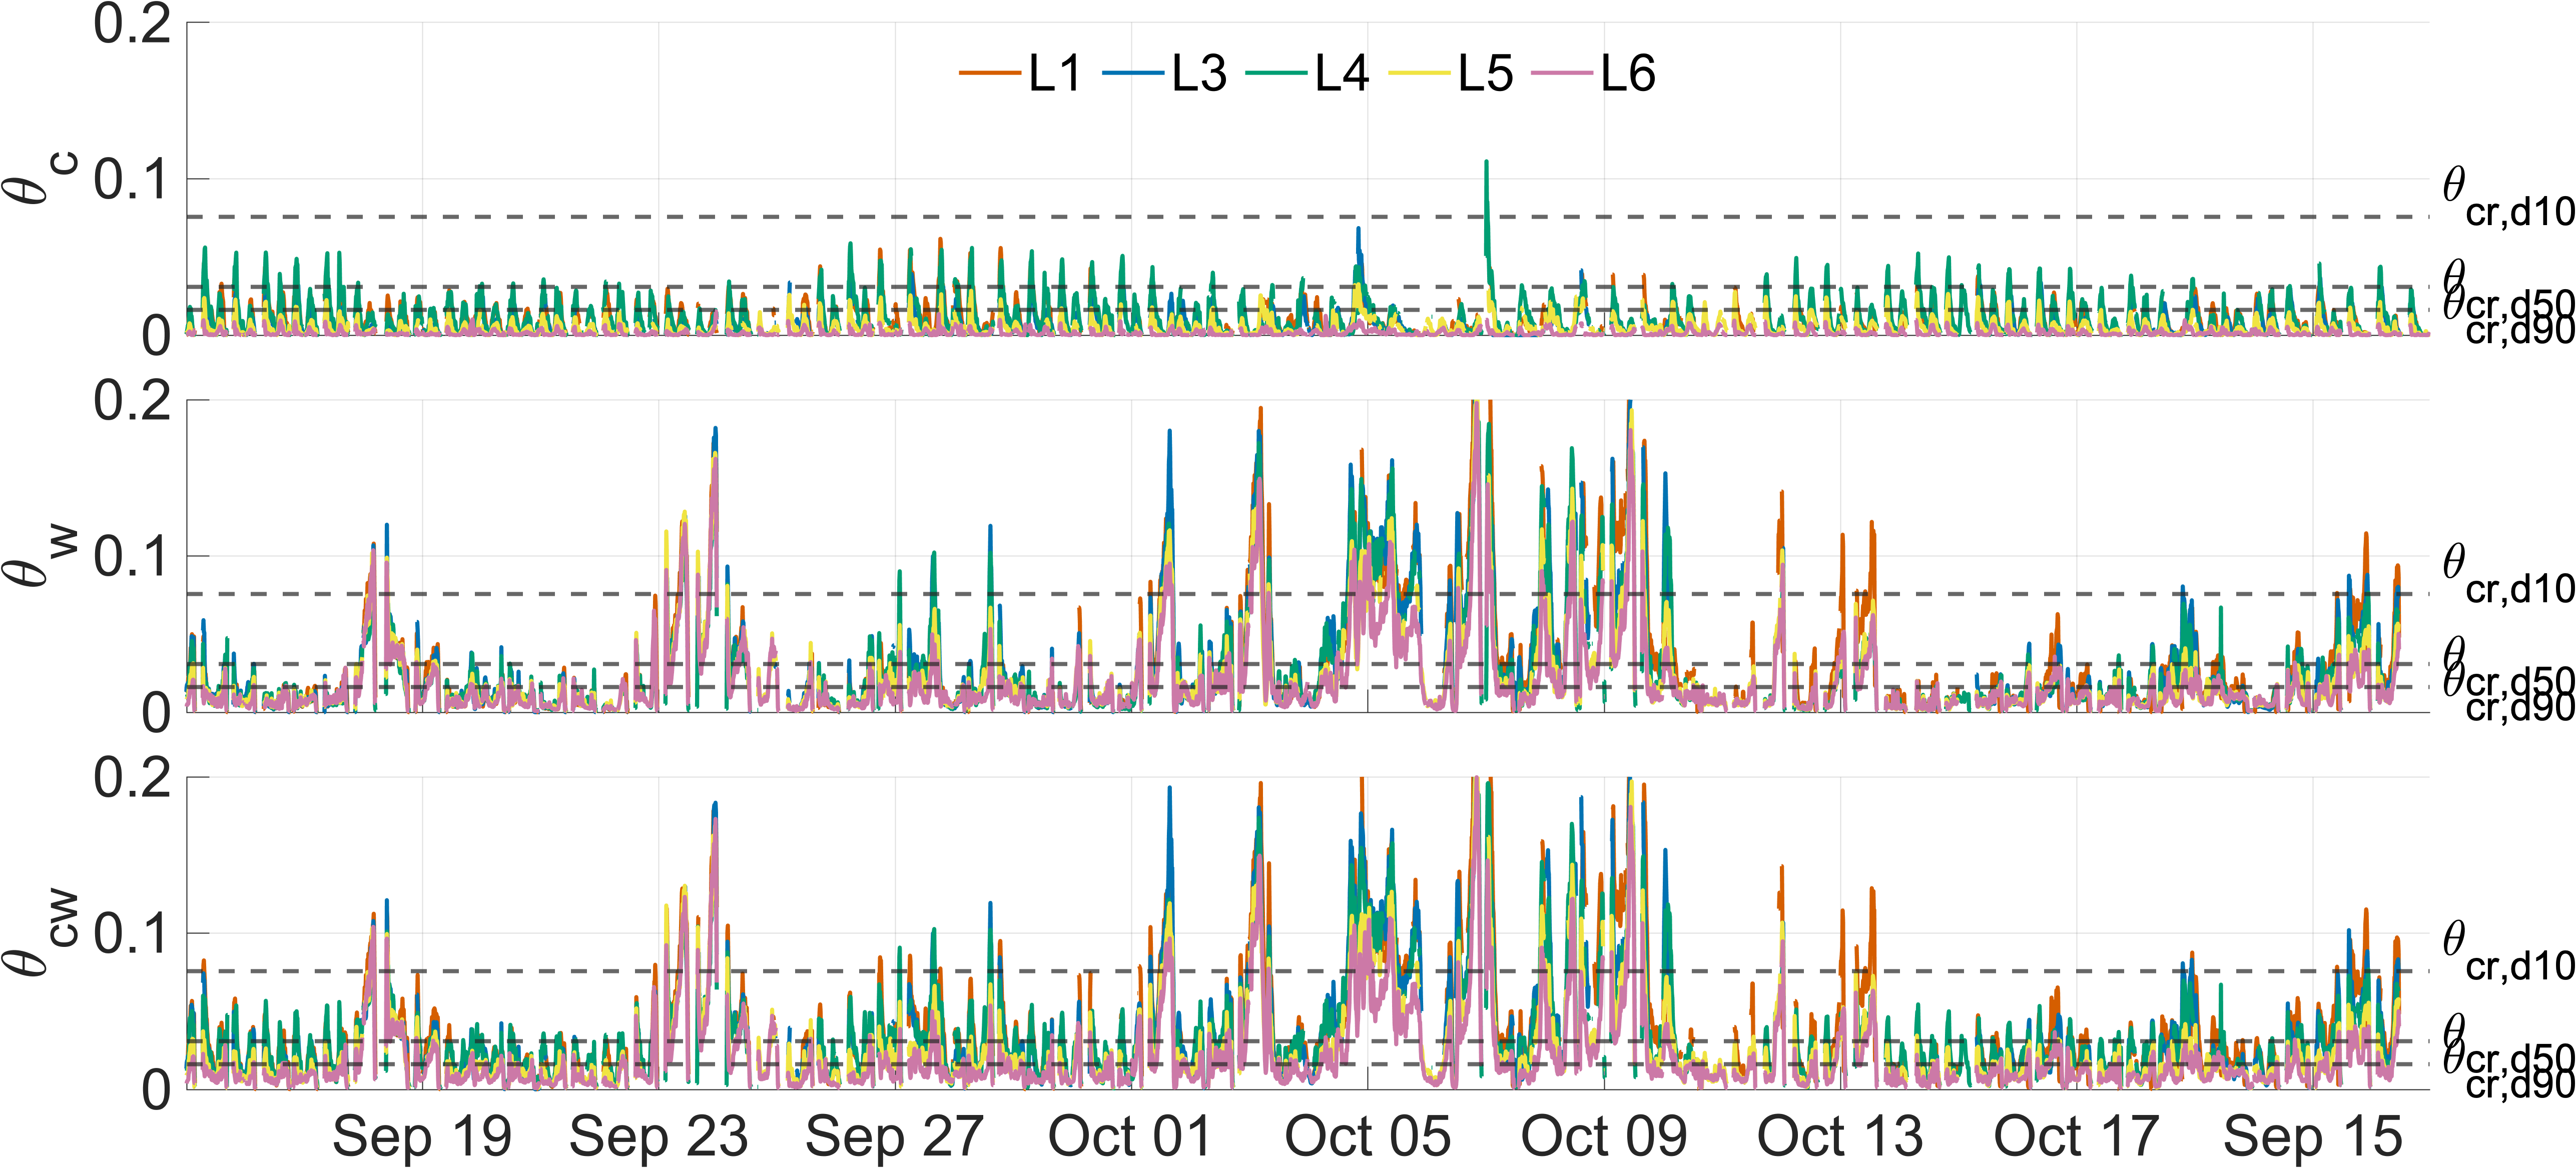 0.2
L1 L3 L4 L5 L6
θc
0.1
θcr,d10
θcr,d50
θcr,d90
0
0.2
θw
0.1
θcr,d10
θcr,d50
θcr,d90
0
0.2
θcw
0.1
θcr,d10
θcr,d50
θcr,d90
0
Sep 19 Sep 23 Sep 27 Oct 01 Oct 05 Oct 09 Oct 13 Oct 17 Sep 15